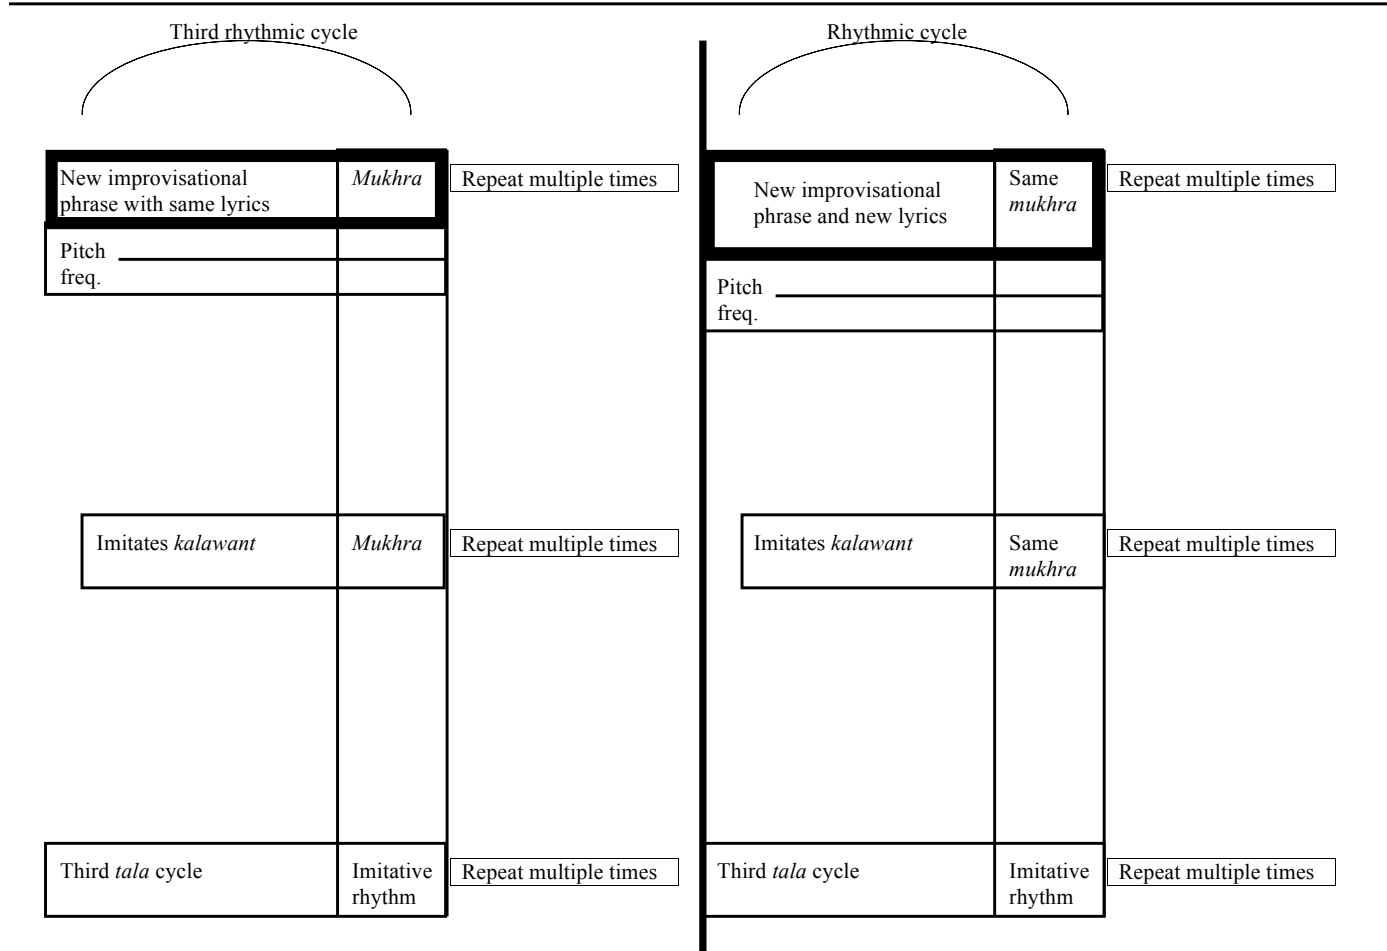 Third rhythmic cycle
New improvisational
phrase with same lyrics
Mukhra
Repeat multiple times
Pitch
freq.
Imitates kalawant
Mukhra
Repeat multiple times
Third tala cycle
Imitative
rhythm
Repeat multiple times
Rhythmic cycle
New improvisational
phrase and new lyrics
Same
mukhra
Repeat multiple times
Pitch
freq.
Imitates kalawant
Same
mukhra
Repeat multiple times
Third tala cycle
Imitative
rhythm
Repeat multiple times